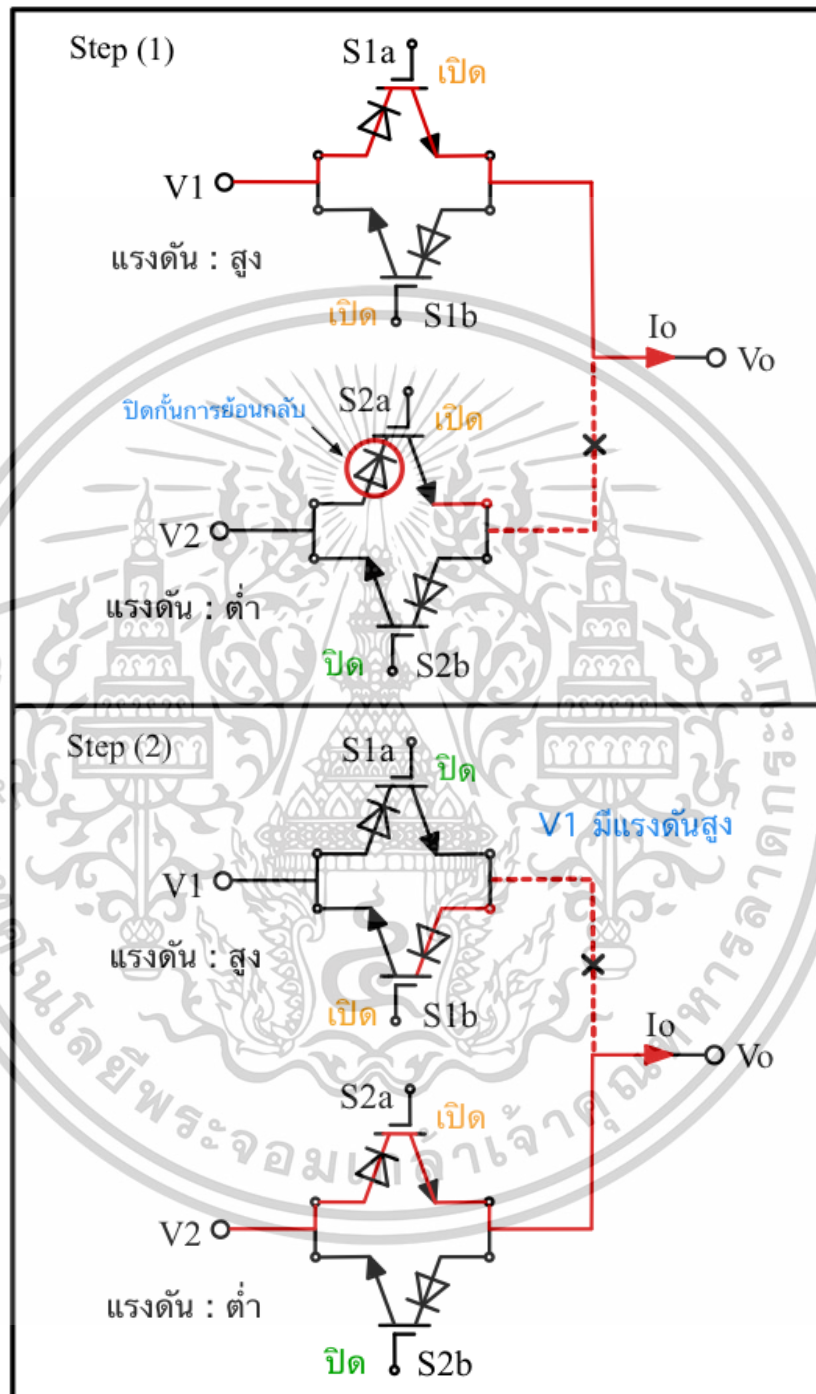 Step (1)
S1a
เปิด
V1
แรงดัน : สูง
เปิด
S1b
Io
Vo
S2a
ปิดกั้นการย้อนกลับ
เปิด
V2
แรงดัน : ต่ำ
ปิด
S2b
Step (2)
S1a
ปิด
V1 มีแรงดันสูง
V1
แรงดัน : สูง
เปิด
S1b
Io
Vo
S2a
เปิด
V2
แรงดัน : ต่ำ
ปิด
S2b